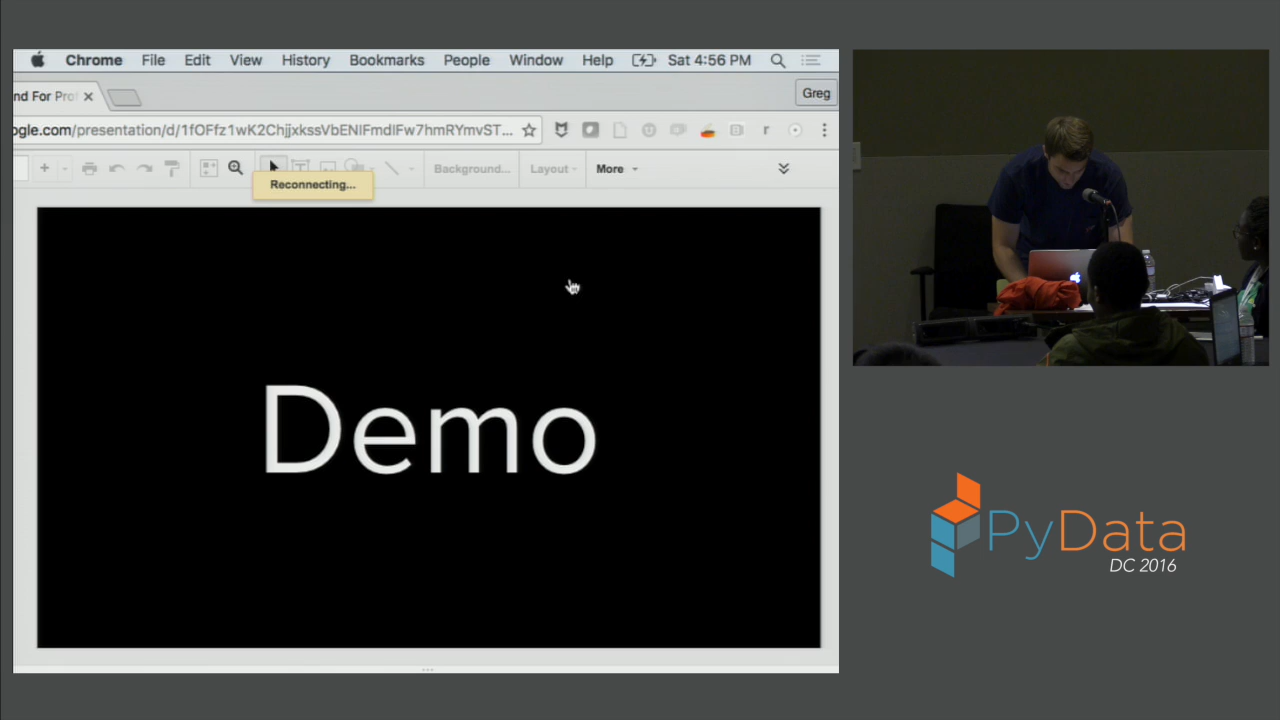 Chrome File Edit View History Bookmarks People Window Help Sat 4:56 PM
nd For Prof
Greg
ogle.com/presentation/d/1fOFfz1wK2ChjjxkssVbENIFmdIFw7hmRYmvST...
Background... Layout More
Reconnecting...
Demo
PyData
DC 2016